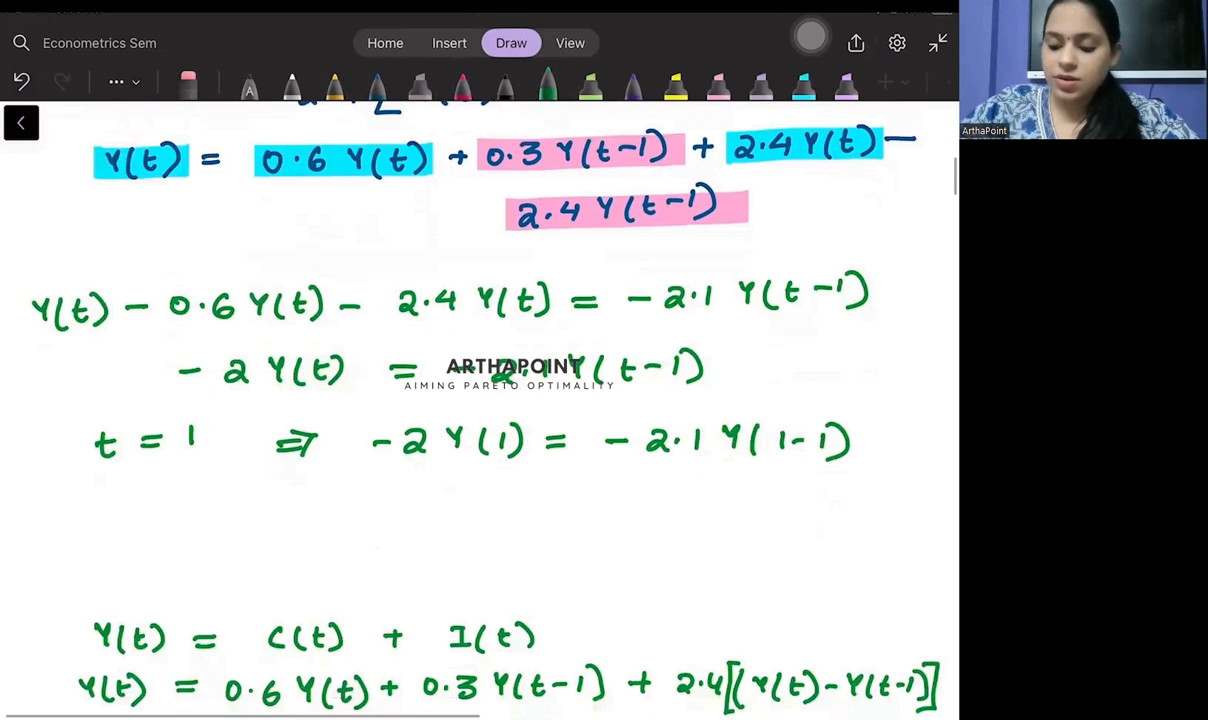 Econometrics Sem
Home Insert Draw View
A
Y(t) = 0.6 Y(t) + 0.3 Y(t-1) + 2.4 Y(t) -
2.4 Y(t-1)
Y(t) - 0.6 Y(t) - 2.4 Y(t) = -2.1 Y(t-1)
- 2 Y(t) = - 2.1 Y(t-1)
ARTHAPOINT
AIMING PARETO OPTIMALITY
t = 1 ⇒ -2 Y(1) = - 2.1 Y(1-1)
Y(t) = C(t) + I(t)
Y(t) = 0.6 Y(t) + 0.3 Y(t-1) + 2.4[(Y(t)-Y(t-1)]
ArthaPoint